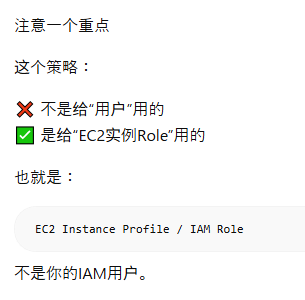 注意一个重点
这个策略：
❌ 不是给“用户”用的
✅ 是给“EC2实例Role”用的
也就是：
EC2 Instance Profile / IAM Role
不是你的IAM用户。